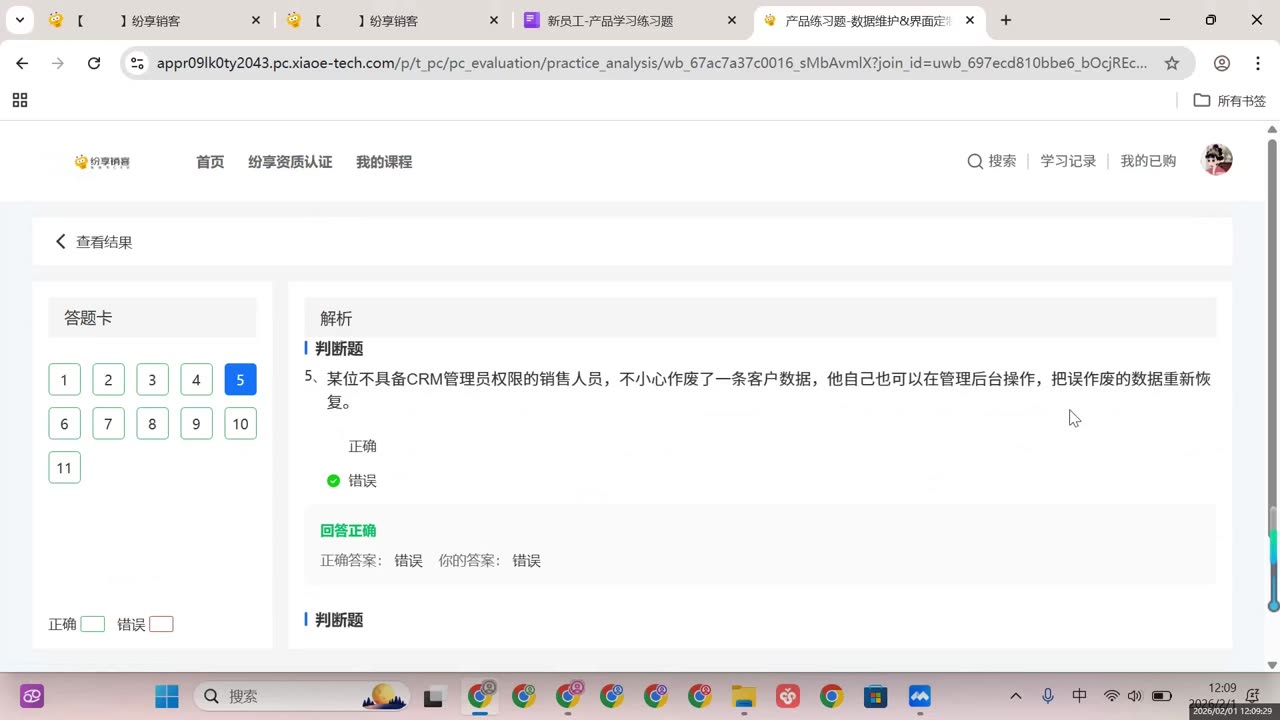 【 】纷享销客
【 】纷享销客
新员工-产品学习练习题
产品练习题-数据维护&界面定制
appr09lk0ty2043.pc.xiaoe-tech.com/p/t_pc/pc_evaluation/practice_analysis/wb_67ac7a37c0016_sMbAvmlX?join_id=uwb_697ecd810bbe6_bOcjREc...
所有书签
纷享销客
首页
纷享资质认证
我的课程
搜索
学习记录
我的已购
查看结果
答题卡
1 2 3 4 5
6 7 8 9 10
11
正确 错误
解析
判断题
5、某位不具备CRM管理员权限的销售人员，不小心作废了一条客户数据，他自己也可以在管理后台操作，把误作废的数据重新恢
复。
正确
错误
回答正确
正确答案： 错误 你的答案： 错误
判断题
搜索
中
12:09
2026/02/01 12:09:29